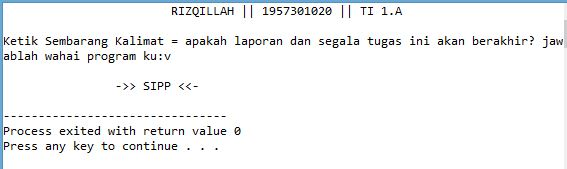 RIZQILLAH || 1957301020 || TI 1.A
Ketik Sembarang Kalimat = apakah laporan dan segala tugas ini akan berakhir? jaw
ablah wahai program ku:v
->> SIPP <<-
-------------------------------
Process exited with return value 0
Press any key to continue . . .